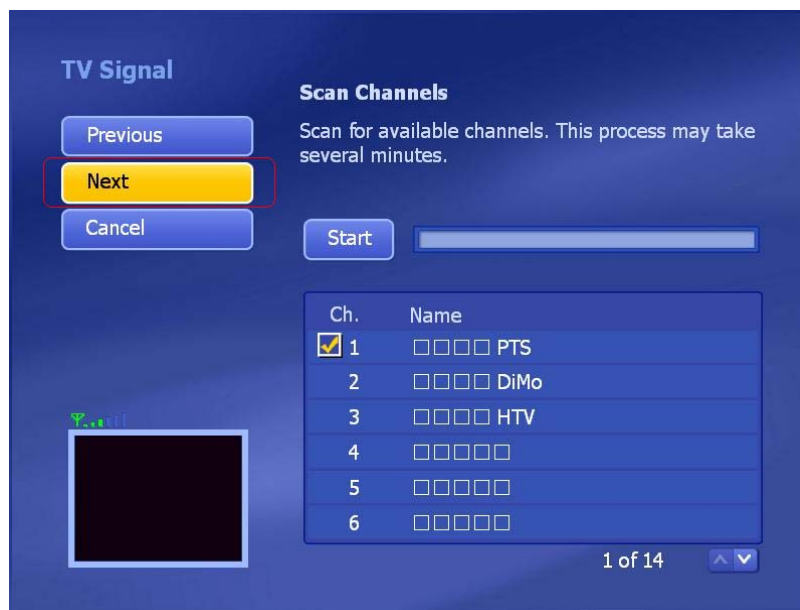 TV Signal
Previous
Next
Cancel
Scan Channels
Scan for available channels. This process may take
several minutes.
Start
Ch. Name
1 □□□□ PTS
2 □□□□ DiMo
3 □□□□ HTV
4 □□□□□
5 □□□□□
6 □□□□□
1 of 14